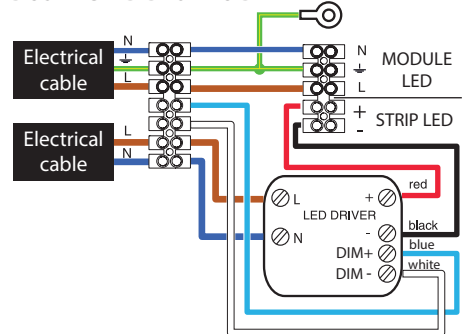 Electrical
cable
N
L
N
L
MODULE
LED
+
-
STRIP LED
Electrical
cable
L
N
L
N
LED DRIVER
+
-
DIM+
DIM -
red
black
blue
white